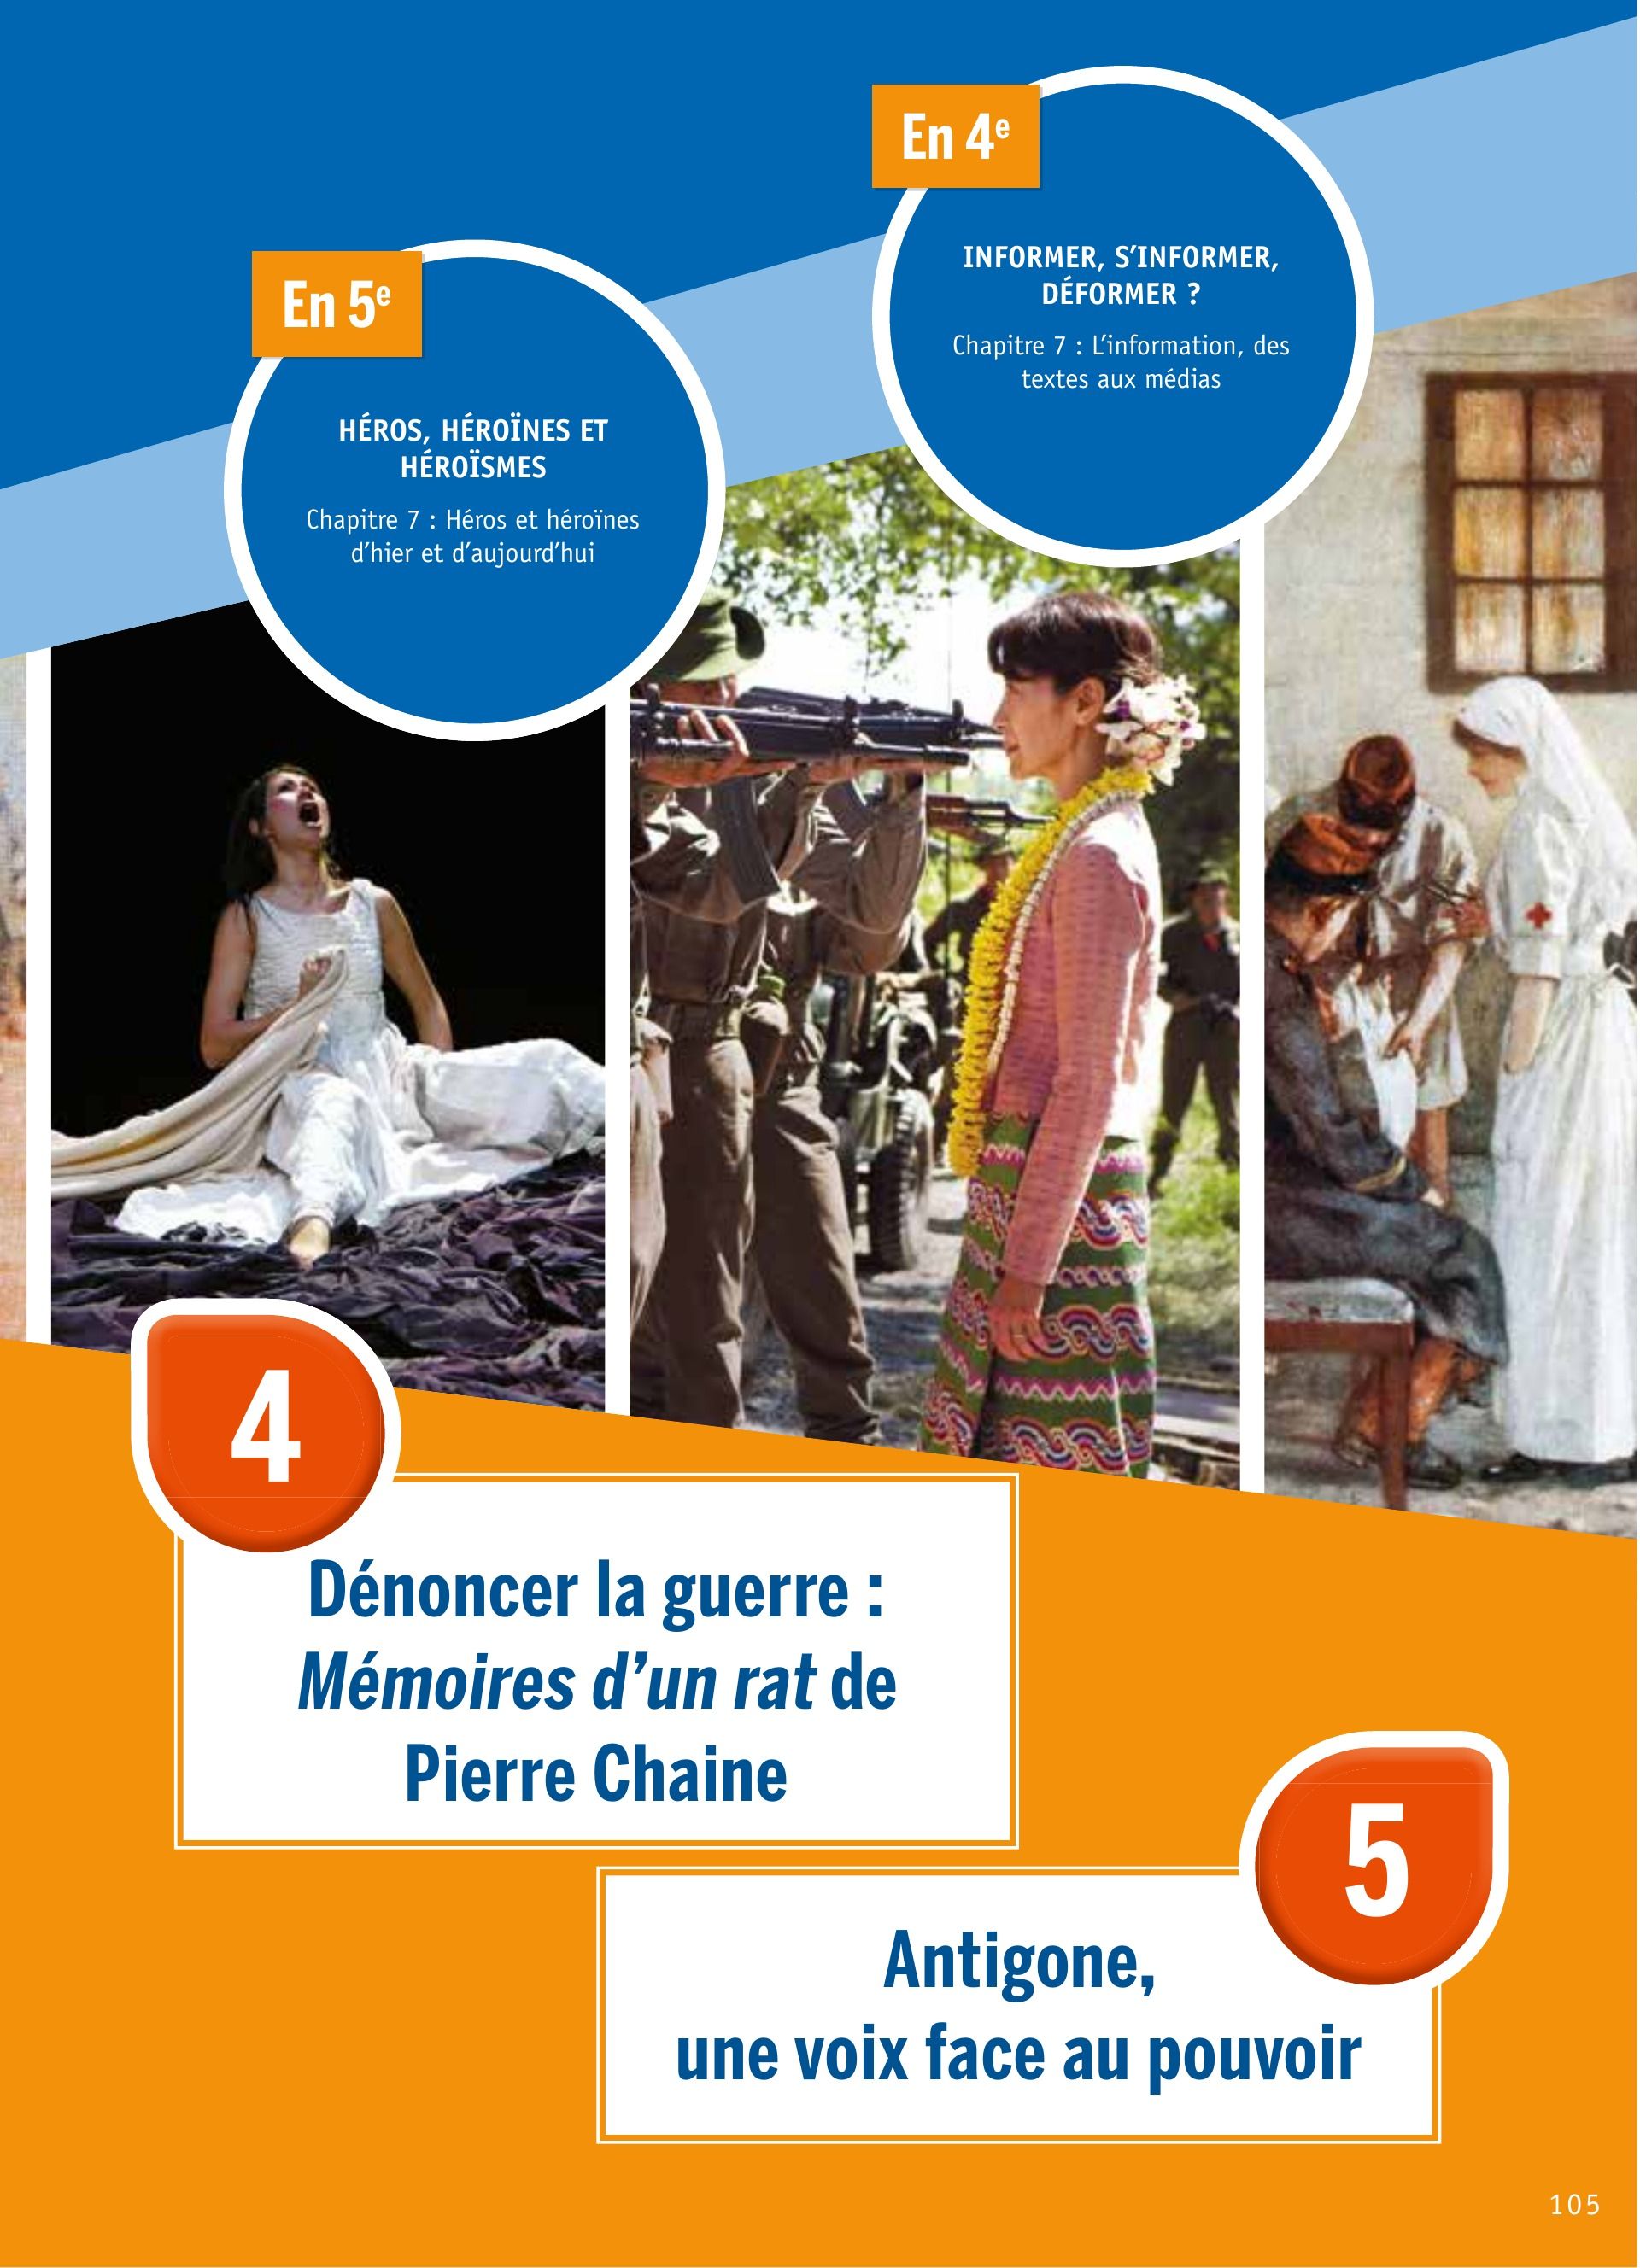 En 5e
HÉROS, HÉROÏNES ET
HÉROÏSMES
Chapitre 7 : Héros et héroïnes
d’hier et d’aujourd’hui
En 4e
INFORMER, S’INFORMER,
DÉFORMER ?
Chapitre 7 : L’information, des
textes aux médias
4
Dénoncer la guerre :
Mémoires d’un rat de
Pierre Chaine
5
Antigone,
une voix face au pouvoir
105